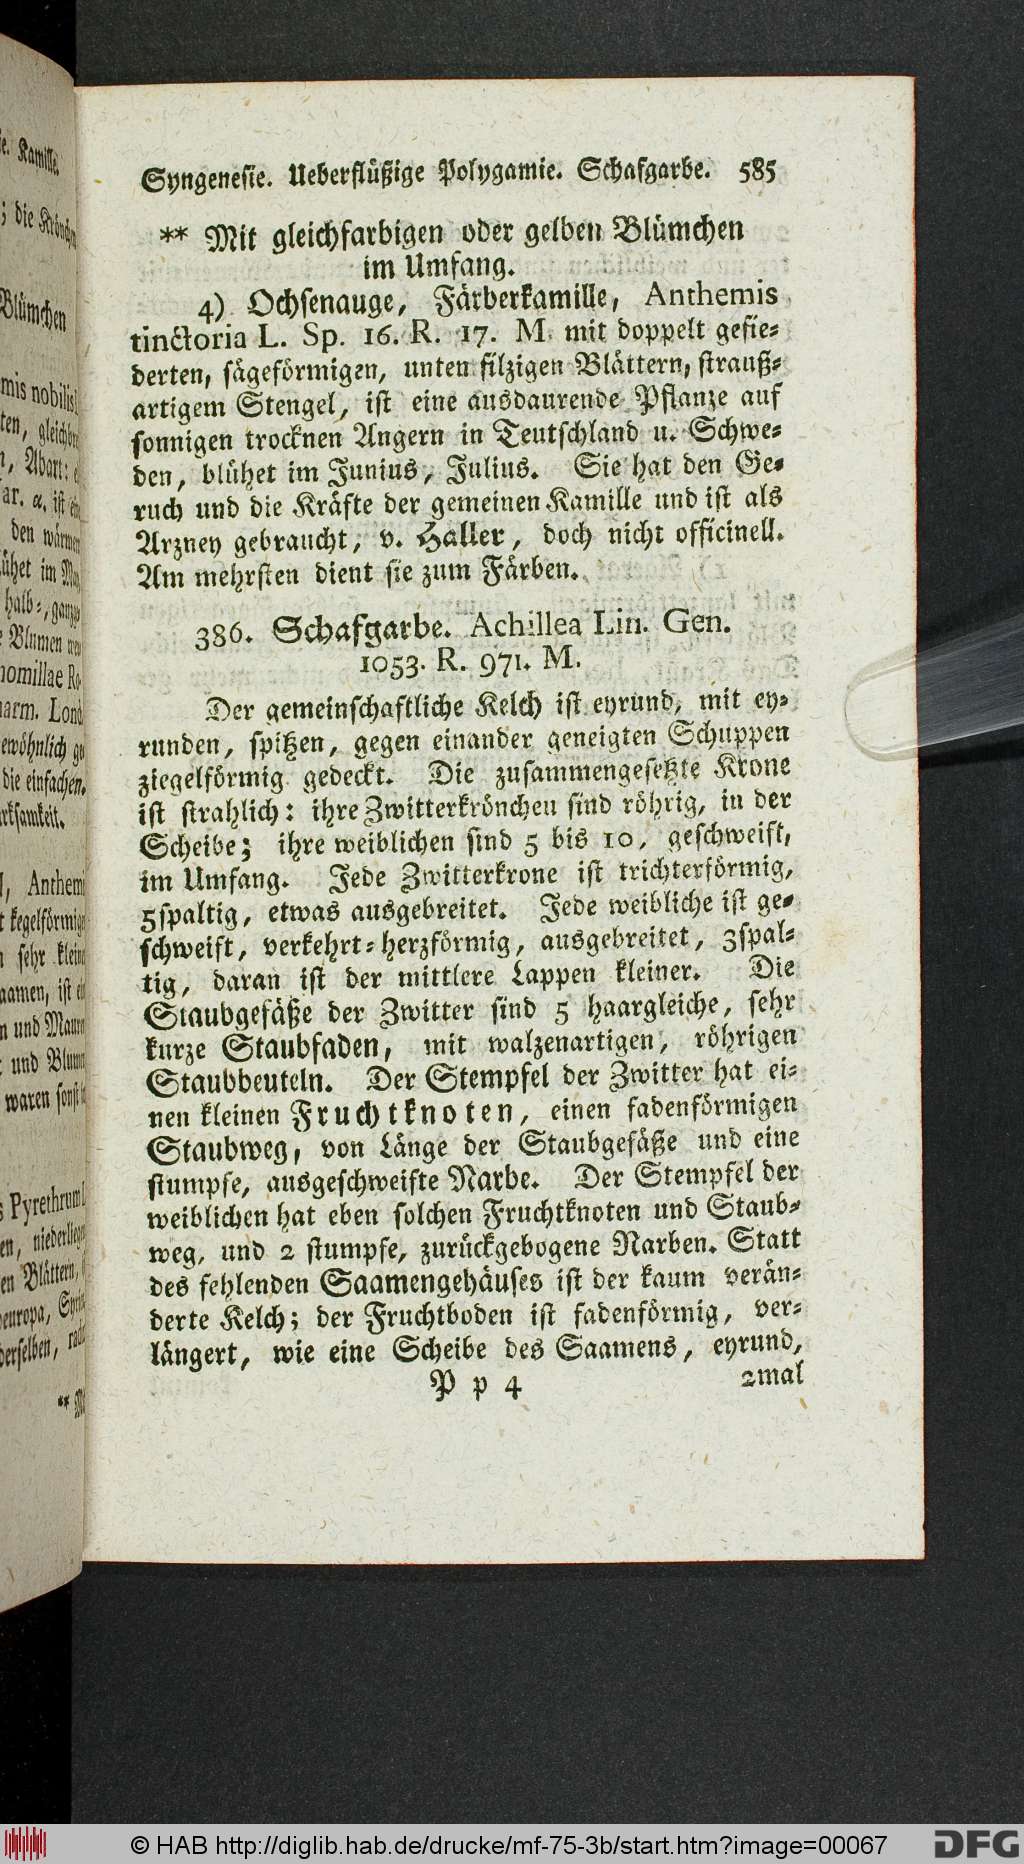 Syngenesie. Ueberflüßige Polygamie. Schafgarbe. 585
** Mit gleichfarbigen oder gelben Blümchen
im Umfang.
4) Ochsenauge, Färberkamille, Anthemis
tinctoria L. Sp. 16. R. 17. M. mit doppelt gefie-
derten, sägeförmigen, unten filzigen Blättern, strauß-
artigem Stengel, ist eine ausdaurende Pflanze auf
sonnigen trocknen Angern in Teutschland u. Schwe-
den, blühet im Junius, Julius. Sie hat den Ge-
ruch und die Kräfte der gemeinen Kamille und ist als
Arzney gebraucht, v. Haller, doch nicht officinell.
Am mehrsten dient sie zum Färben.
386. Schafgarbe. Achillea Lin. Gen.
1053. R. 971. M.
Der gemeinschaftliche Kelch ist eyrund, mit ey-
runden, spitzen, gegen einander geneigten Schuppen
ziegelförmig gedeckt. Die zusammengesetzte Krone
ist strahlich: ihre Zwitterkrönchen sind röhrig, in der
Scheibe; ihre weiblichen sind 5 bis 10, geschweift,
im Umfang. Jede Zwitterkrone ist trichterförmig,
5spaltig, etwas ausgebreitet. Jede weibliche ist ge-
schweift, verkehrt-herzförmig, ausgebreitet, 3spal-
tig, daran ist der mittlere Lappen kleiner. Die
Staubgefäße der Zwitter sind 5 haargleiche, sehr
kurze Staubfaden, mit walzenartigen, röhrigen
Staubbeuteln. Der Stempfel der Zwitter hat ei-
nen kleinen Fruchtknoten, einen fadenförmigen
Staubweg, von Länge der Staubgefäße und eine
stumpfe, ausgeschweifte Narbe. Der Stempfel der
weiblichen hat eben solchen Fruchtknoten und Staub-
weg, und 2 stumpfe, zurückgebogene Narben. Statt
des fehlenden Saamengehäuses ist der kaum verän-
derte Kelch; der Fruchtboden ist fadenförmig, ver-
längert, wie eine Scheibe des Saamens, eyrund,
P p 4 2mal
© HAB http://diglib.hab.de/drucke/mf-75-3b/start.htm?image=00067
DFG